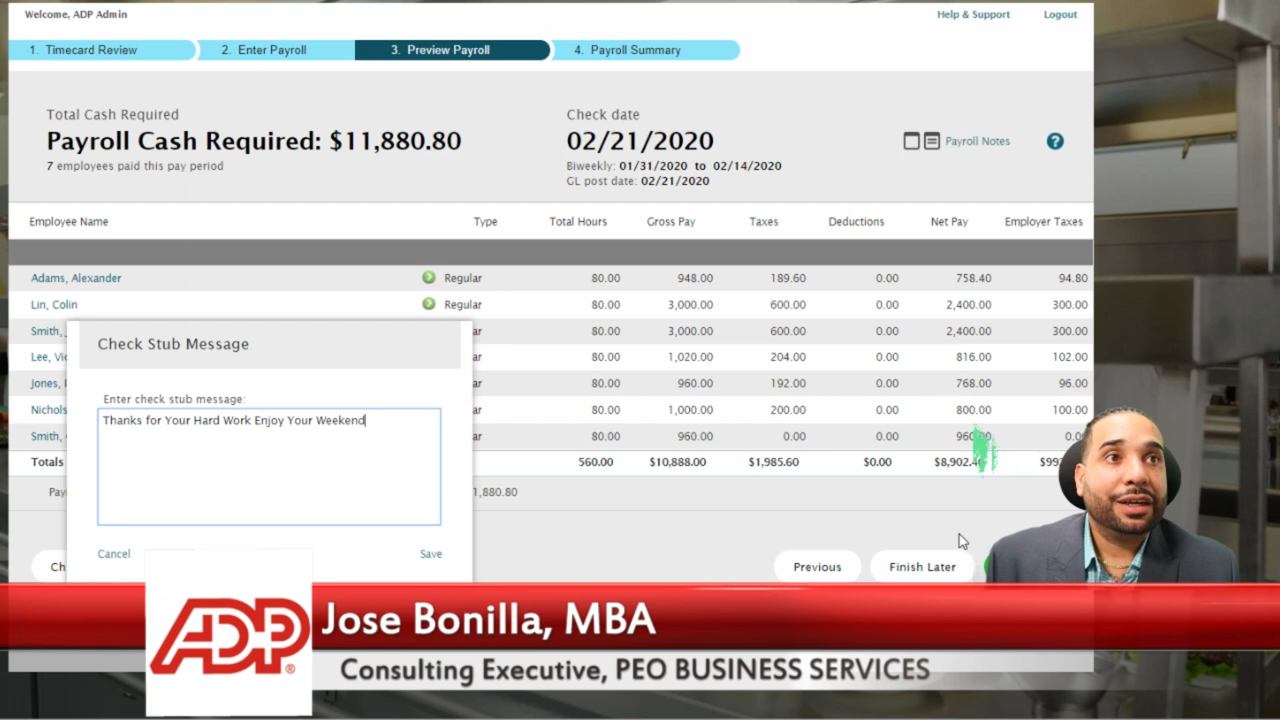 Welcome, ADP Admin
Help & Support Logout
1. Timecard Review 2. Enter Payroll 3. Preview Payroll 4. Payroll Summary
Total Cash Required
Payroll Cash Required: $11,880.80
7 employees paid this pay period
Check date
02/21/2020
Biweekly: 01/31/2020 to 02/14/2020
GL post date: 02/21/2020
Payroll Notes ?
Employee Name Type Total Hours Gross Pay Taxes Deductions Net Pay Employer Taxes
Adams, Alexander Regular 80.00 948.00 189.60 0.00 758.40 94.80
Lin, Colin Regular 80.00 3,000.00 600.00 0.00 2,400.00 300.00
Smith, 80.00 3,000.00 600.00 0.00 2,400.00 300.00
Lee, 80.00 1,020.00 204.00 0.00 816.00 102.00
Jones, 80.00 960.00 192.00 0.00 768.00 96.00
Nichols 80.00 1,000.00 200.00 0.00 800.00 100.00
Smith, 80.00 960.00 0.00 0.00
Totals 560.00 $10,888.00 $1,985.60 $0.00
Check Stub Message
Enter check stub message:
Thanks for Your Hard Work Enjoy Your Weekend
Cancel Save
Previous Finish Later
ADP
Jose Bonilla, MBA
Consulting Executive, PEO BUSINESS SERVICES